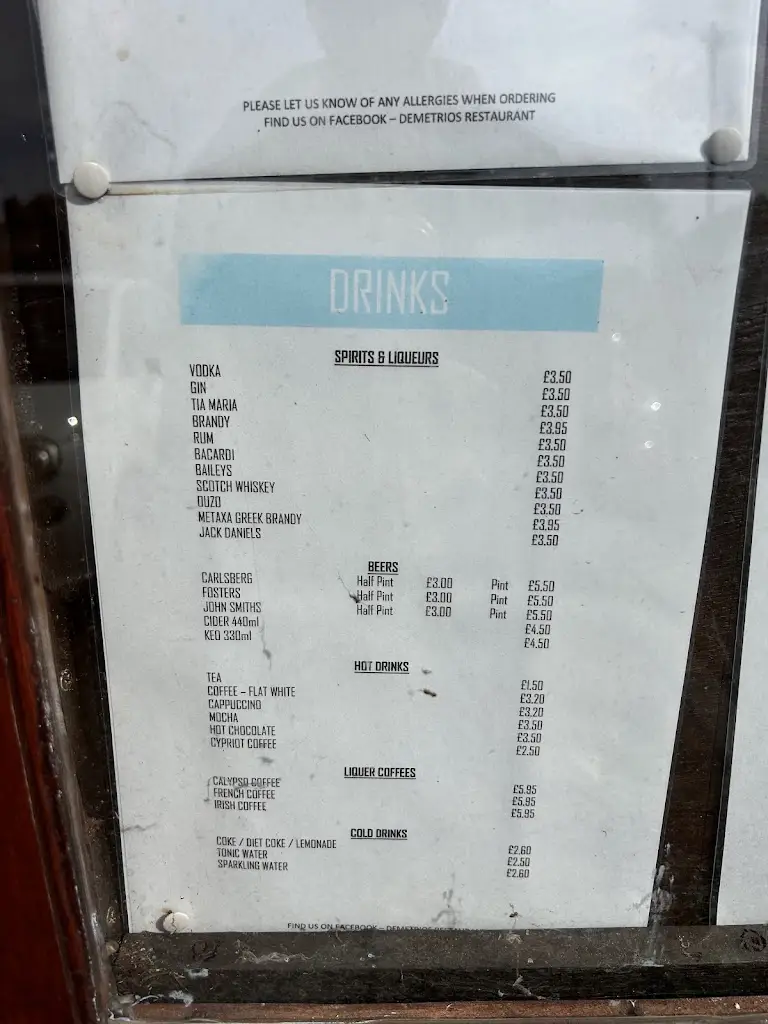 PLEASE LET US KNOW OF ANY ALLERGIES WHEN ORDERING
FIND US ON FACEBOOK – DEMETRIOS RESTAURANT
DRINKS
SPIRITS & LIQUEURS
VODKA £3.50
GIN £3.50
TIA MARIA £3.50
BRANDY £3.95
RUM £3.50
BACARDI £3.50
BAILEYS £3.50
SCOTCH WHISKEY £3.50
OUZO £3.50
METAXA GREEK BRANDY £3.95
JACK DANIELS £3.50
BEERS
CARLSBERG Half Pint £3.00 Pint £5.50
FOSTERS Half Pint £3.00 Pint £5.50
JOHN SMITHS Half Pint £3.00 Pint £5.50
CIDER 440ml £4.50
KEO 330ml £4.50
HOT DRINKS
TEA £1.50
COFFEE – FLAT WHITE £3.20
CAPPUCCINO £3.20
MOCHA £3.50
HOT CHOCOLATE £3.50
CYPRIOT COFFEE £2.50
LIQUER COFFEES
CALYPSO COFFEE £5.95
FRENCH COFFEE £5.95
IRISH COFFEE £5.95
COLD DRINKS
COKE / DIET COKE / LEMONADE £2.60
TONIC WATER £2.50
SPARKLING WATER £2.60
FIND US ON FACEBOOK – DEMETRIOS